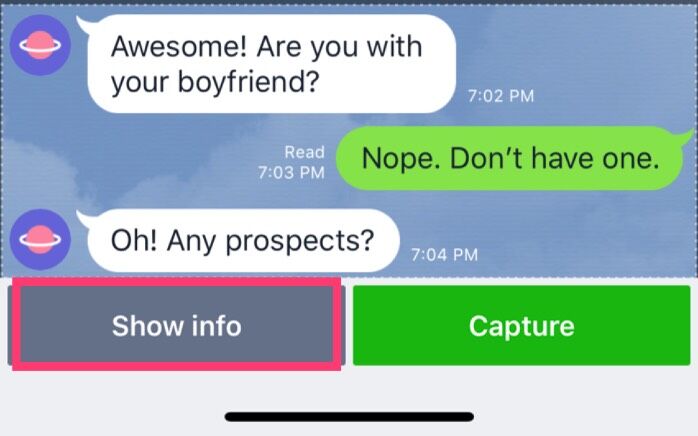 Awesome! Are you with
your boyfriend?
7:02 PM
Read
7:03 PM
Nope. Don’t have one.
Oh! Any prospects?
7:04 PM
Show info
Capture